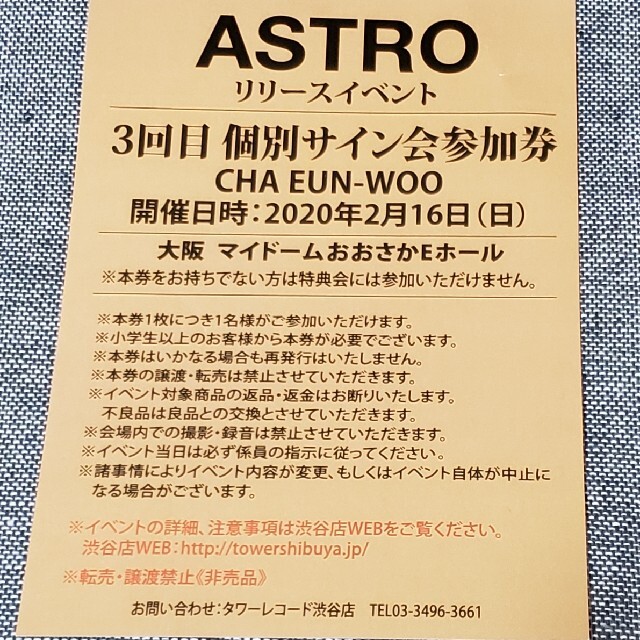 ASTRO
リリースイベント
3回目 個別サイン会参加券
CHA EUN-WOO
開催日時：2020年2月16日（日）
大阪 マイドームおおさかEホール
※本券をお持ちでない方は特典会には参加いただけません。
※本券1枚につき1名様がご参加いただけます。
※小学生以上のお客様から本券が必要でございます。
※本券はいかなる場合も再発行はいたしません。
※本券の譲渡・転売は禁止させていただきます。
※イベント対象商品の返品・返金はお断りいたします。
不良品は良品との交換とさせていただきます。
※会場内での撮影・録音は禁止させていただきます。
※イベント当日は必ず係員の指示に従ってください。
※諸事情によりイベント内容が変更、もしくはイベント自体が中止に
なる場合がございます。
※イベントの詳細、注意事項は渋谷店WEBをご覧ください。
渋谷店WEB：http://towershibuya.jp/
※転売・譲渡禁止《非売品》
お問い合わせ：タワーレコード渋谷店 TEL03-3496-3661